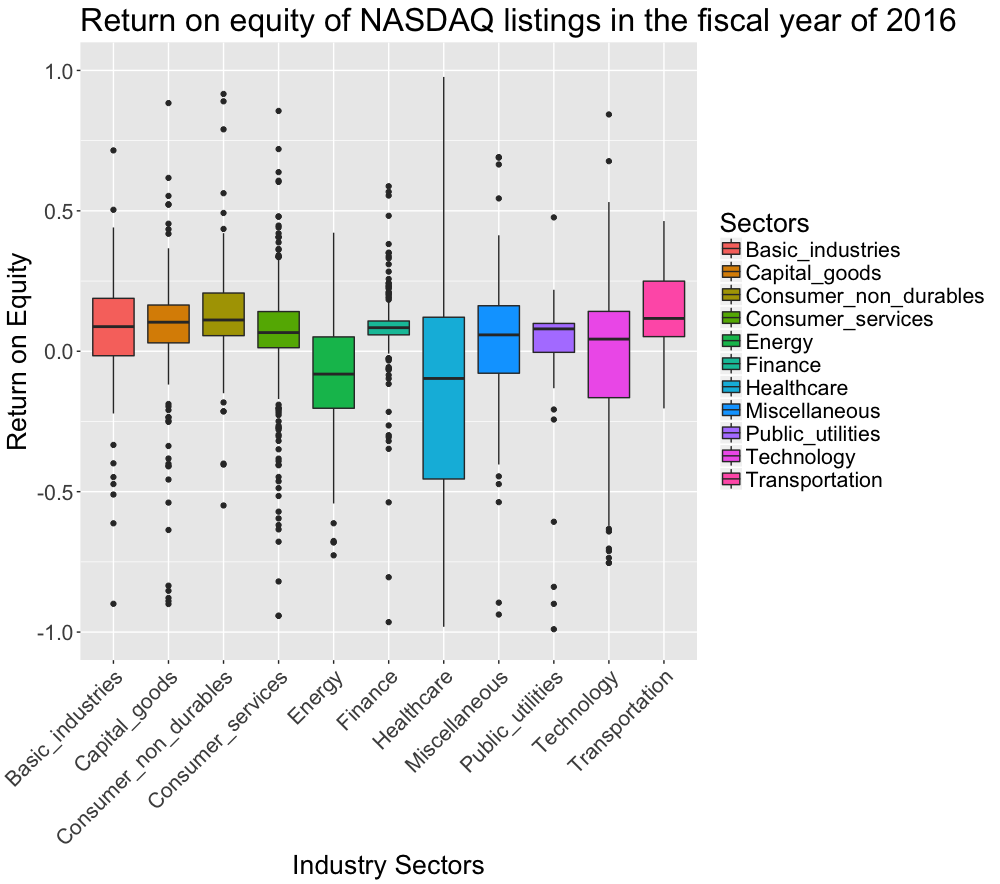 Return on equity of NASDAQ listings in the fiscal year of 2016
Return on Equity
1.0
0.5
0.0
-0.5
-1.0
Basic_industries
Capital_goods
Consumer_non_durables
Consumer_services
Energy
Finance
Healthcare
Miscellaneous
Public_utilities
Technology
Transportation
Industry Sectors
Sectors
Basic_industries
Capital_goods
Consumer_non_durables
Consumer_services
Energy
Finance
Healthcare
Miscellaneous
Public_utilities
Technology
Transportation